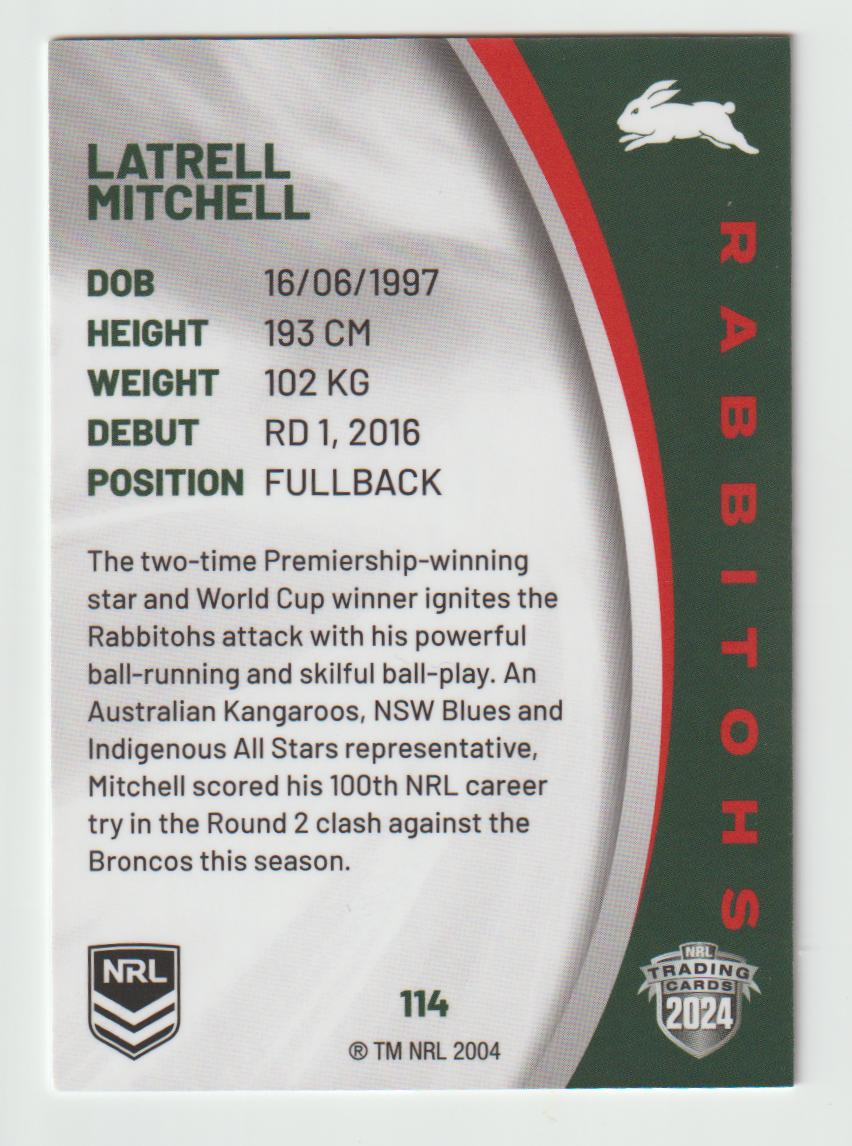 LATRELL
MITCHELL
DOB 16/06/1997
HEIGHT 193 CM
WEIGHT 102 KG
DEBUT RD 1, 2016
POSITION FULLBACK
The two-time Premiership-winning
star and World Cup winner ignites the
Rabbitohs attack with his powerful
ball-running and skilful ball-play. An
Australian Kangaroos, NSW Blues and
Indigenous All Stars representative,
Mitchell scored his 100th NRL career
try in the Round 2 clash against the
Broncos this season.
RABBITOHS
NRL
114
® TM NRL 2004
NRL
TRADING
CARDS
2024